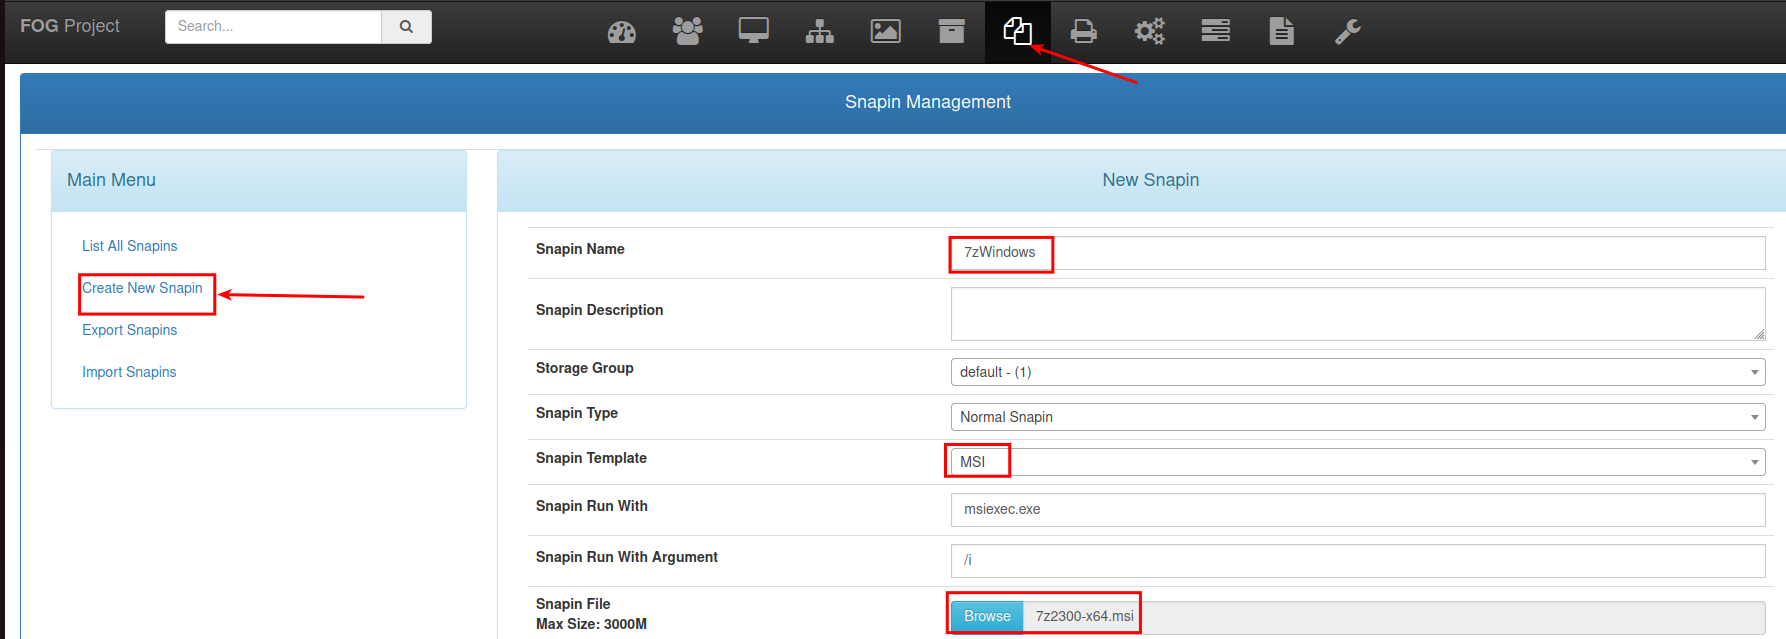 FOG Project
Search...
Snapin Management
Main Menu
List All Snapins
Create New Snapin
Export Snapins
Import Snapins
New Snapin
Snapin Name
7zWindows
Snapin Description
Storage Group
default - (1)
Snapin Type
Normal Snapin
Snapin Template
MSI
Snapin Run With
msiexec.exe
Snapin Run With Argument
/i
Snapin File
Max Size: 3000M
Browse
7z2300-x64.msi